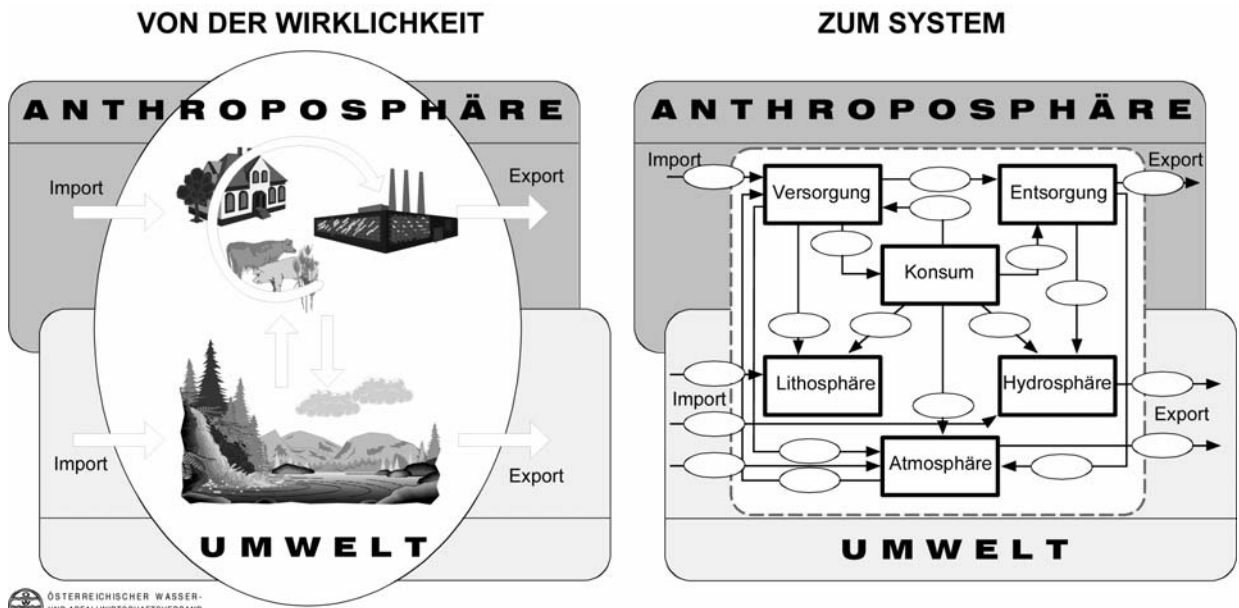 VON DER WIRKLICHKEIT
ANTHROPOSPHÄRE
Import
Export
Import
Export
UMWELT
ÖSTERREICHISCHER WASSER-
ZUM SYSTEM
ANTHROPOSPHÄRE
Import
Export
Versorgung
Entsorgung
Konsum
Lithosphäre
Hydrosphäre
Import
Export
Atmosphäre
UMWELT